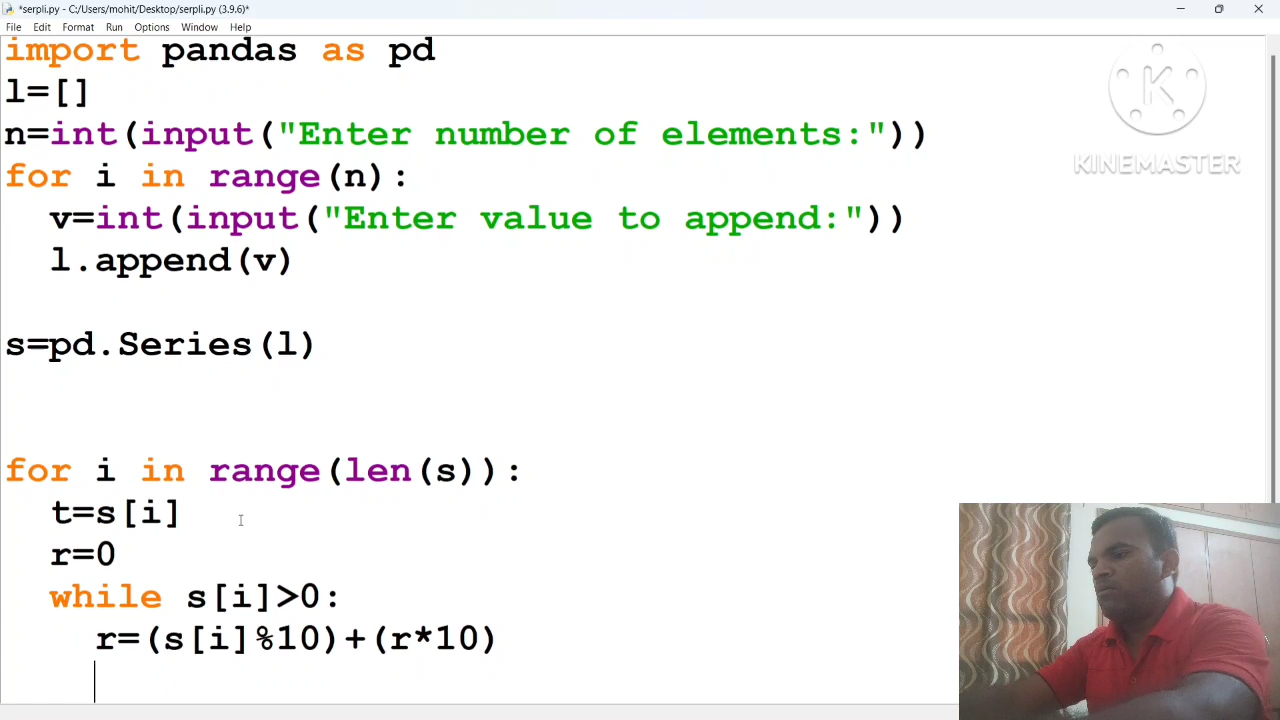 *serpli.py - C:/Users/mohit/Desktop/serpli.py (3.9.6)*
File Edit Format Run Options Window Help
import pandas as pd
l=[]
n=int(input("Enter number of elements:"))
for i in range(n):
  v=int(input("Enter value to append:"))
  l.append(v)
s=pd.Series(l)
for i in range(len(s)):
  t=s[i]
  r=0
  while s[i]>0:
    r=(s[i]%10)+(r*10)
K
KINEMASTER